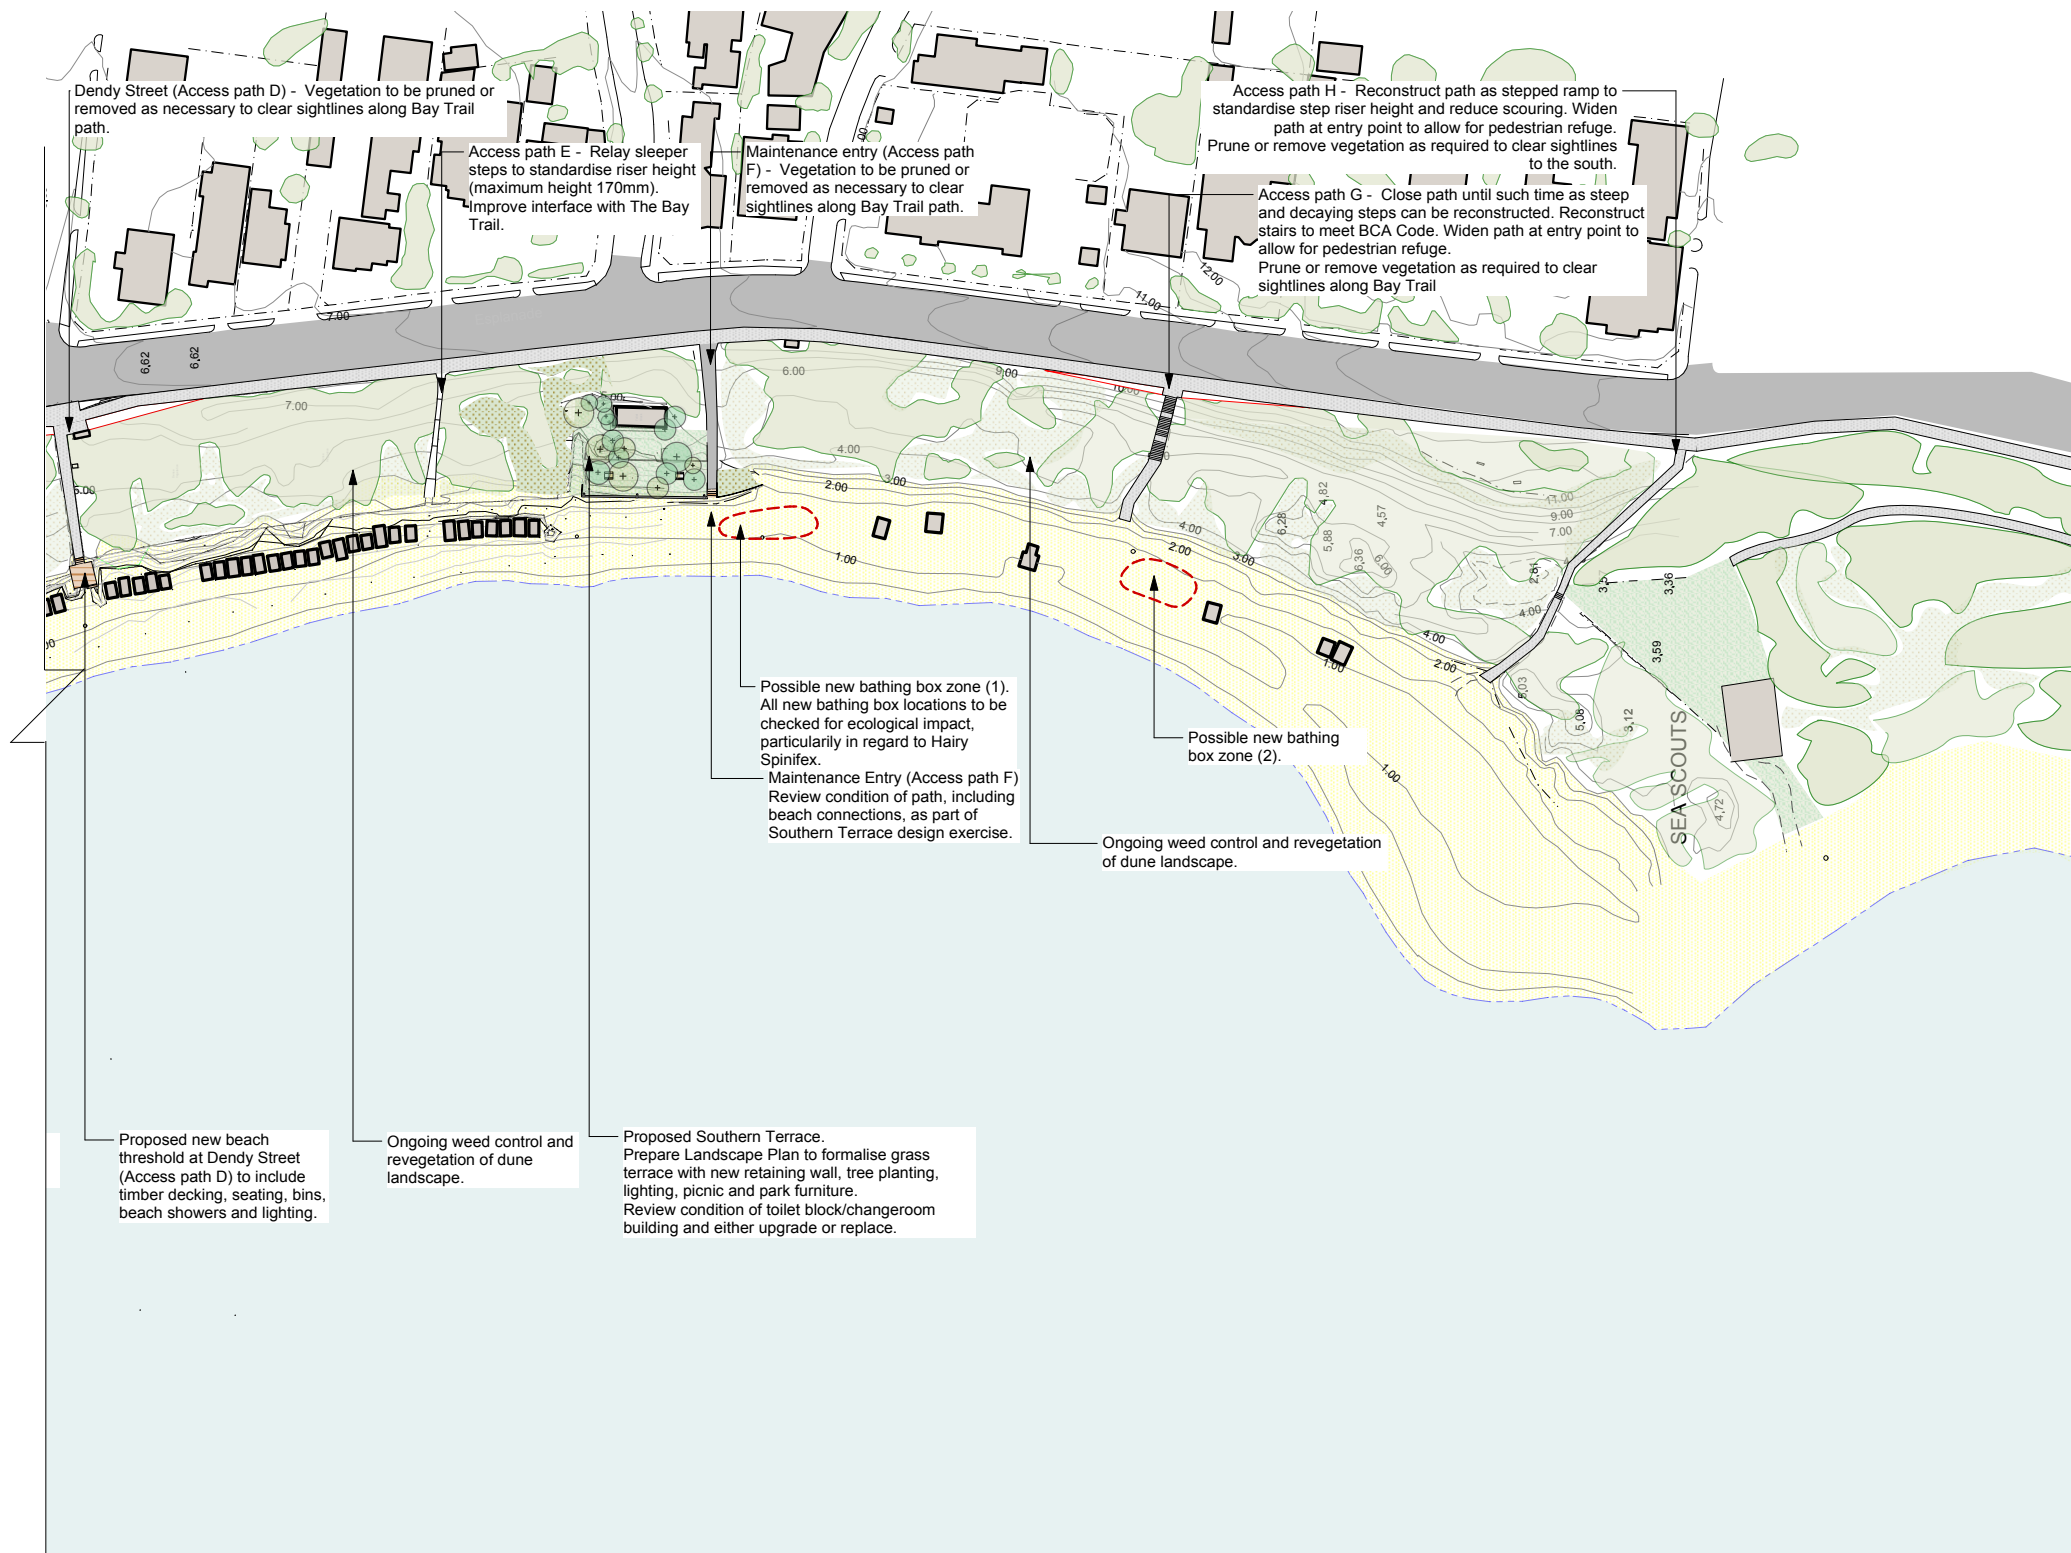 Dendy Street (Access path D) - Vegetation to be pruned or
removed as necessary to clear sightlines along Bay Trail
path.
Access path E - Relay sleeper
steps to standardise riser height
(maximum height 170mm).
Improve interface with The Bay
Trail.
Maintenance entry (Access path
F) - Vegetation to be pruned or
removed as necessary to clear
sightlines along Bay Trail path.
Access path H - Reconstruct path as stepped ramp to
standardise step riser height and reduce scouring. Widen
path at entry point to allow for pedestrian refuge.
Prune or remove vegetation as required to clear sightlines
to the south.
Access path G - Close path until such time as steep
and decaying steps can be reconstructed. Reconstruct
stairs to meet BCA Code. Widen path at entry point to
allow for pedestrian refuge.
Prune or remove vegetation as required to clear
sightlines along Bay Trail
12.00
11.00
7.00
6.62
6.62
6.00
9.00
7.00
4.00
3.00
2.00
5.00
1.00
4.00
2.00
3.00
6.28
4.82
5.88
4.57
6.36
6.00
11.00
9.00
7.00
2.81
4.00
3.36
3.59
4.00
2.00
1.00
5.03
5.08
3.12
4.72
1.00
SEA SCOUTS
Possible new bathing box zone (1).
All new bathing box locations to be
checked for ecological impact,
particularly in regard to Hairy
Spinifex.
Maintenance Entry (Access path F)
Review condition of path, including
beach connections, as part of
Southern Terrace design exercise.
Possible new bathing
box zone (2).
Ongoing weed control and revegetation
of dune landscape.
Proposed new beach
threshold at Dendy Street
(Access path D) to include
timber decking, seating, bins,
beach showers and lighting.
Ongoing weed control and
revegetation of dune
landscape.
Proposed Southern Terrace.
Prepare Landscape Plan to formalise grass
terrace with new retaining wall, tree planting,
lighting, picnic and park furniture.
Review condition of toilet block/changeroom
building and either upgrade or replace.